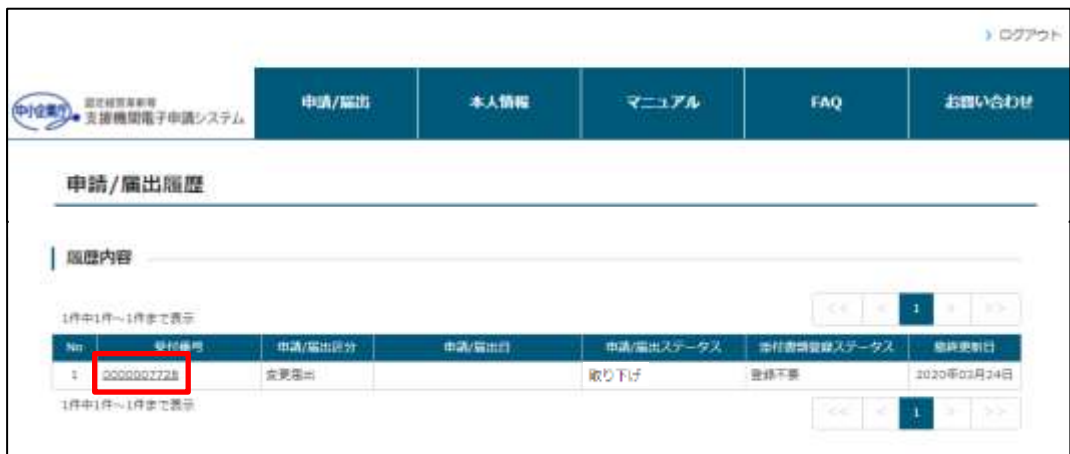 ログアウト
中小企業庁 認定経営革新等
支援機関電子申請システム
申請/届出 本人情報 マニュアル FAQ お問い合わせ
申請/届出履歴
履歴内容
1件中1件～1件まで表示
<< < 1 > >>
No 受付番号 申請/届出区分 申請/届出日 申請/届出ステータス 添付書類登録ステータス 最終更新日
1 0000007728 変更届出 取り下げ 登録不要 2020年03月24日
1件中1件～1件まで表示
<< < 1 > >>